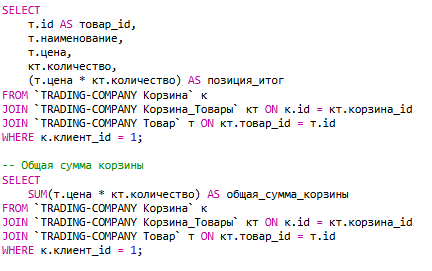 SELECT
    т.id AS товар_id,
    т.наименование,
    т.цена,
    кт.количество,
    (т.цена * кт.количество) AS позиция_итог
FROM `TRADING-COMPANY Корзина` к
JOIN `TRADING-COMPANY Корзина_Товары` кт ON к.id = кт.корзина_id
JOIN `TRADING-COMPANY Товар` т ON кт.товар_id = т.id
WHERE к.клиент_id = 1;

-- Общая сумма корзины
SELECT
    SUM(т.цена * кт.количество) AS общая_сумма_корзины
FROM `TRADING-COMPANY Корзина` к
JOIN `TRADING-COMPANY Корзина_Товары` кт ON к.id = кт.корзина_id
JOIN `TRADING-COMPANY Товар` т ON кт.товар_id = т.id
WHERE к.клиент_id = 1;